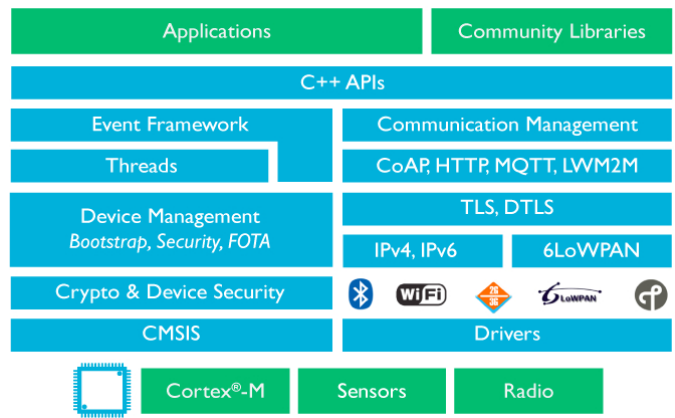 Applications
Community Libraries
C++ APIs
Event Framework
Communication Management
Threads
CoAP, HTTP, MQTT, LWM2M
Device Management
Bootstrap, Security, FOTA
TLS, DTLS
IPv4, IPv6
6LoWPAN
Crypto & Device Security
WiFi
2G
3G
6LoWPAN
CMSIS
Drivers
Cortex®-M
Sensors
Radio